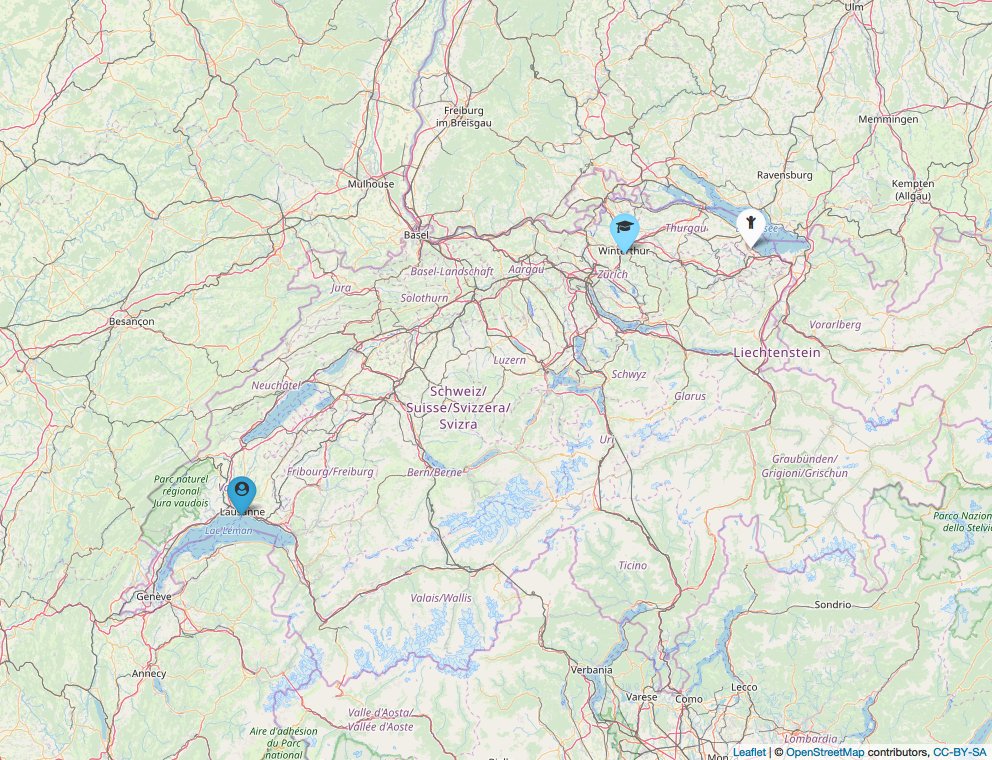 Ulm
Freiburg
im Breisgau
Memmingen
Ravensburg
Mulhouse
Kempten
(Allgäu)
Thurgau
Basel
Winterthur
Basel-Landschaft
Aargau
Zürich
Jura
Solothurn
Besançon
Vorarlberg
Liechtenstein
Luzern
Schwyz
Neuchâtel
Schweiz/
Suisse/Svizzera/
Svizra
Glarus
Uri
Graubünden/
Grigioni/Grischun
Fribourg/Freiburg
Bern/Berne
Parc naturel
régional
Jura vaudois
Lausanne
Parco Nazion
dello Stelvio
Lac Léman
Ticino
Genève
Valais/Wallis
Sondrio
Verbania
Annecy
Lecco
Varese
Como
Valle d'Aosta/
Vallée d'Aoste
Aire d'adhésion
du Parc
national
Lombardia
Mon
Leaflet | © OpenStreetMap contributors, CC-BY-SA